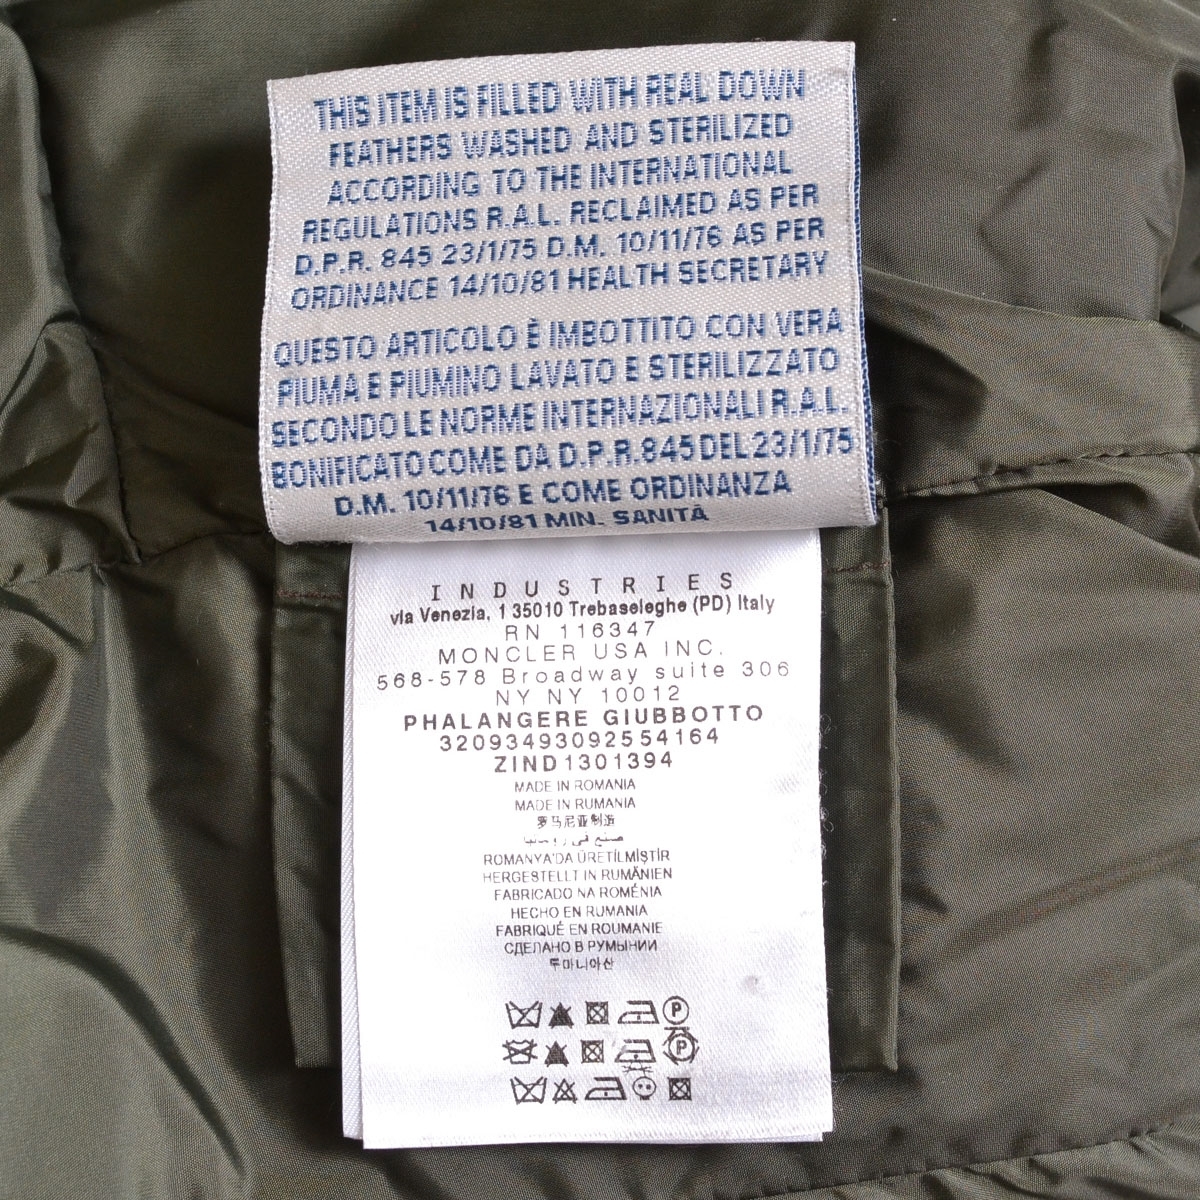 THIS ITEM IS FILLED WITH REAL DOWN
FEATHERS WASHED AND STERILIZED
ACCORDING TO THE INTERNATIONAL
REGULATIONS R.A.L. RECLAIMED AS PER
D.P.R. 845 23/1/75 D.M. 10/11/76 AS PER
ORDINANCE 14/10/81 HEALTH SECRETARY
QUESTO ARTICOLO È IMBOTTITO CON VERA
PIUMA E PIUMINO LAVATO E STERILIZZATO
SECONDO LE NORME INTERNAZIONALI R.A.L.
BONIFICATO COME DA D.P.R. 845 DEL 23/1/75
D.M. 10/11/76 E COME ORDINANZA
14/10/81 MIN. SANITÀ
INDUSTRIES
via Venezia, 1 35010 Trebaseleghe (PD) Italy
RN 116347
MONCLER USA INC.
568-578 Broadway suite 306
NY NY 10012
PHALANGERE GIUBBOTTO
320934930925541​64
ZIND1301394
MADE IN ROMANIA
MADE IN RUMANIA
罗马尼亚制造
صنع في رومانيا
ROMANYA'DA ÜRETİLMİŞTİR
HERGESTELLT IN RUMÄNIEN
FABRICADO NA ROMÉNIA
HECHO EN RUMANIA
FABRIQUÉ EN ROUMANIE
СДЕЛАНО В РУМЫНИИ
루마니아산
P
P